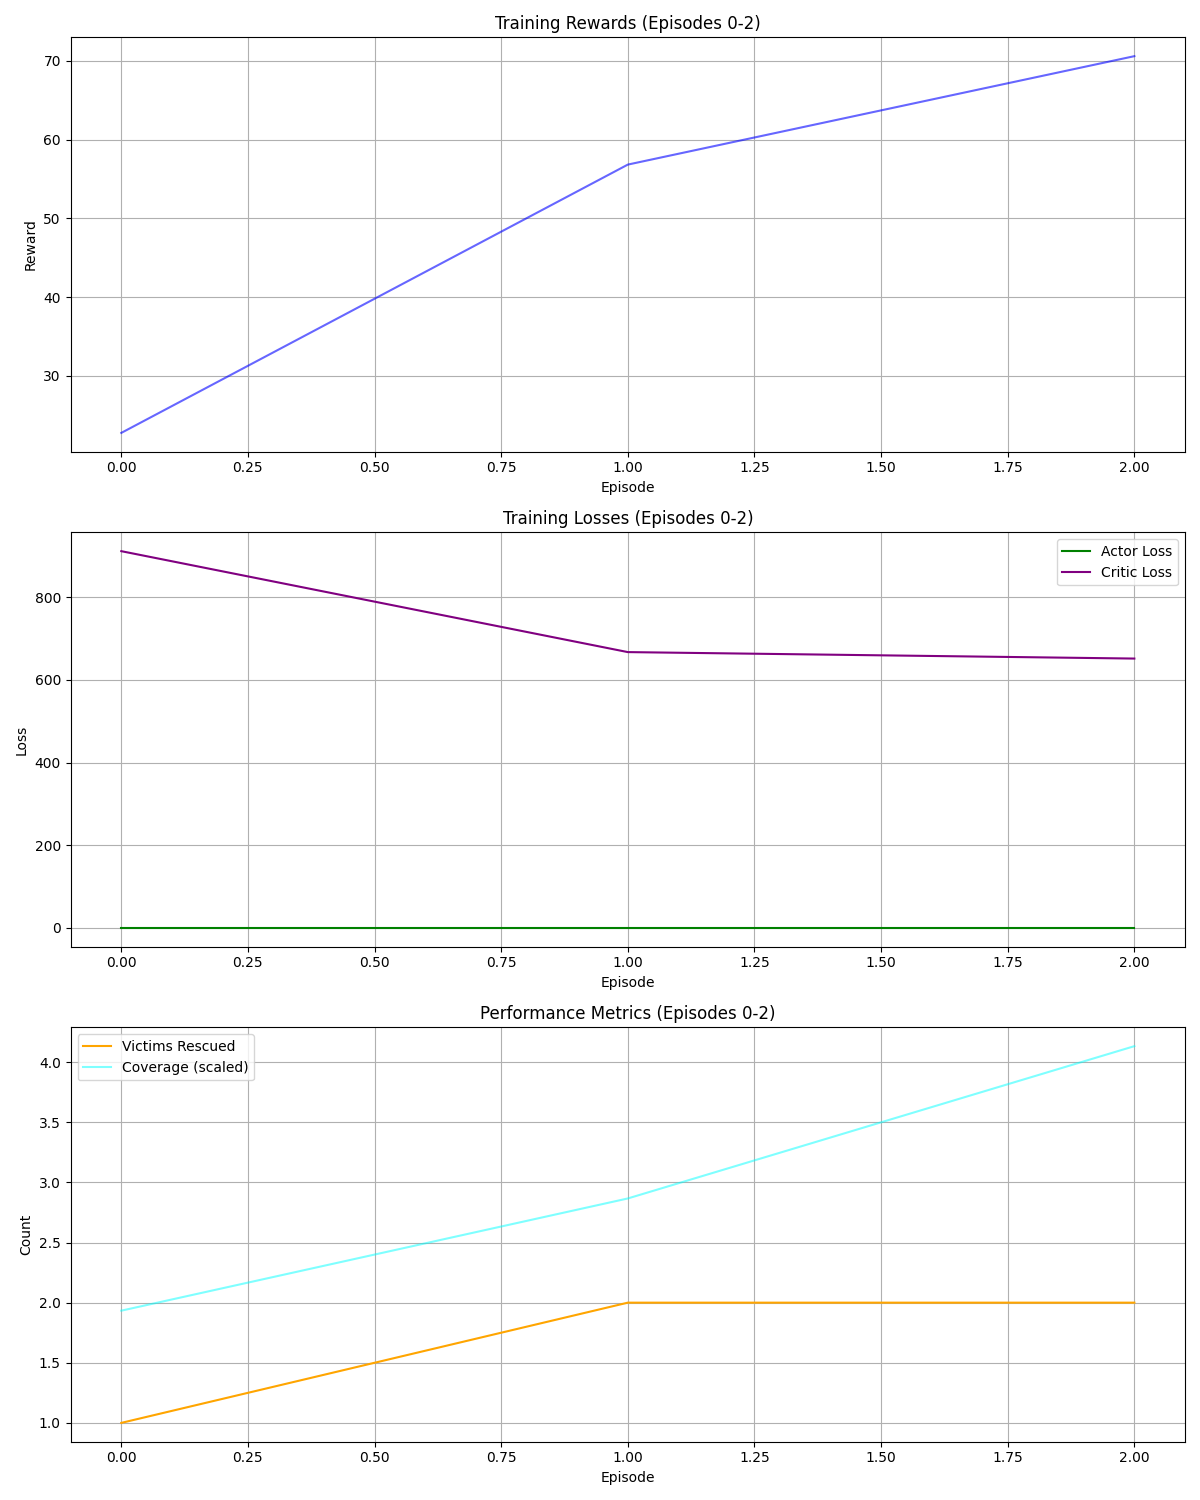 Training Rewards (Episodes 0-2)
70
60
50
40
30
Reward
0.00 0.25 0.50 0.75 1.00 1.25 1.50 1.75 2.00
Episode
Training Losses (Episodes 0-2)
Actor Loss
Critic Loss
800
600
400
200
0
Loss
0.00 0.25 0.50 0.75 1.00 1.25 1.50 1.75 2.00
Episode
Performance Metrics (Episodes 0-2)
Victims Rescued
Coverage (scaled)
4.0
3.5
3.0
2.5
2.0
1.5
1.0
Count
0.00 0.25 0.50 0.75 1.00 1.25 1.50 1.75 2.00
Episode